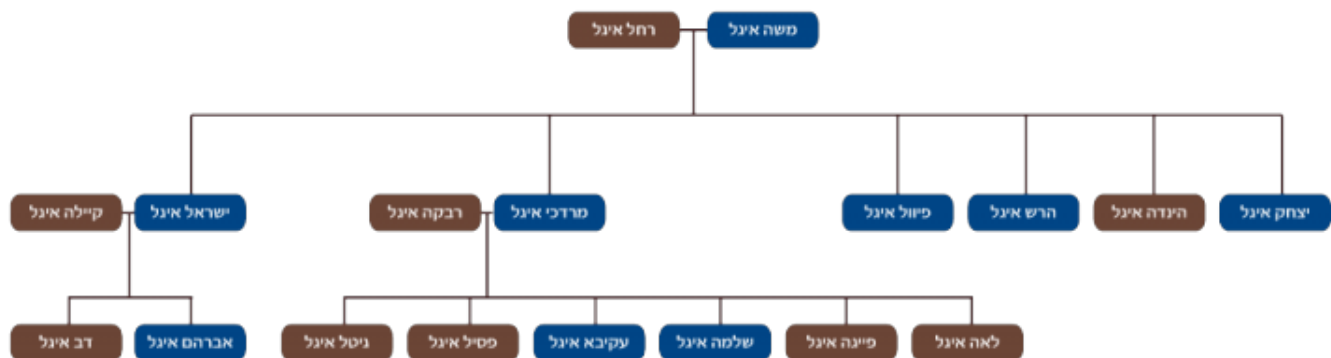 משה איגל
רחל איגל
יצחק איגל
הינדה איגל
הרש איגל
פיוול איגל
מרדכי איגל
רבקה איגל
ישראל איגל
קיילה איגל
לאה איגל
פייגה איגל
שלמה איגל
עקיבא איגל
פסיל איגל
גיטל איגל
אברהם איגל
דב איגל